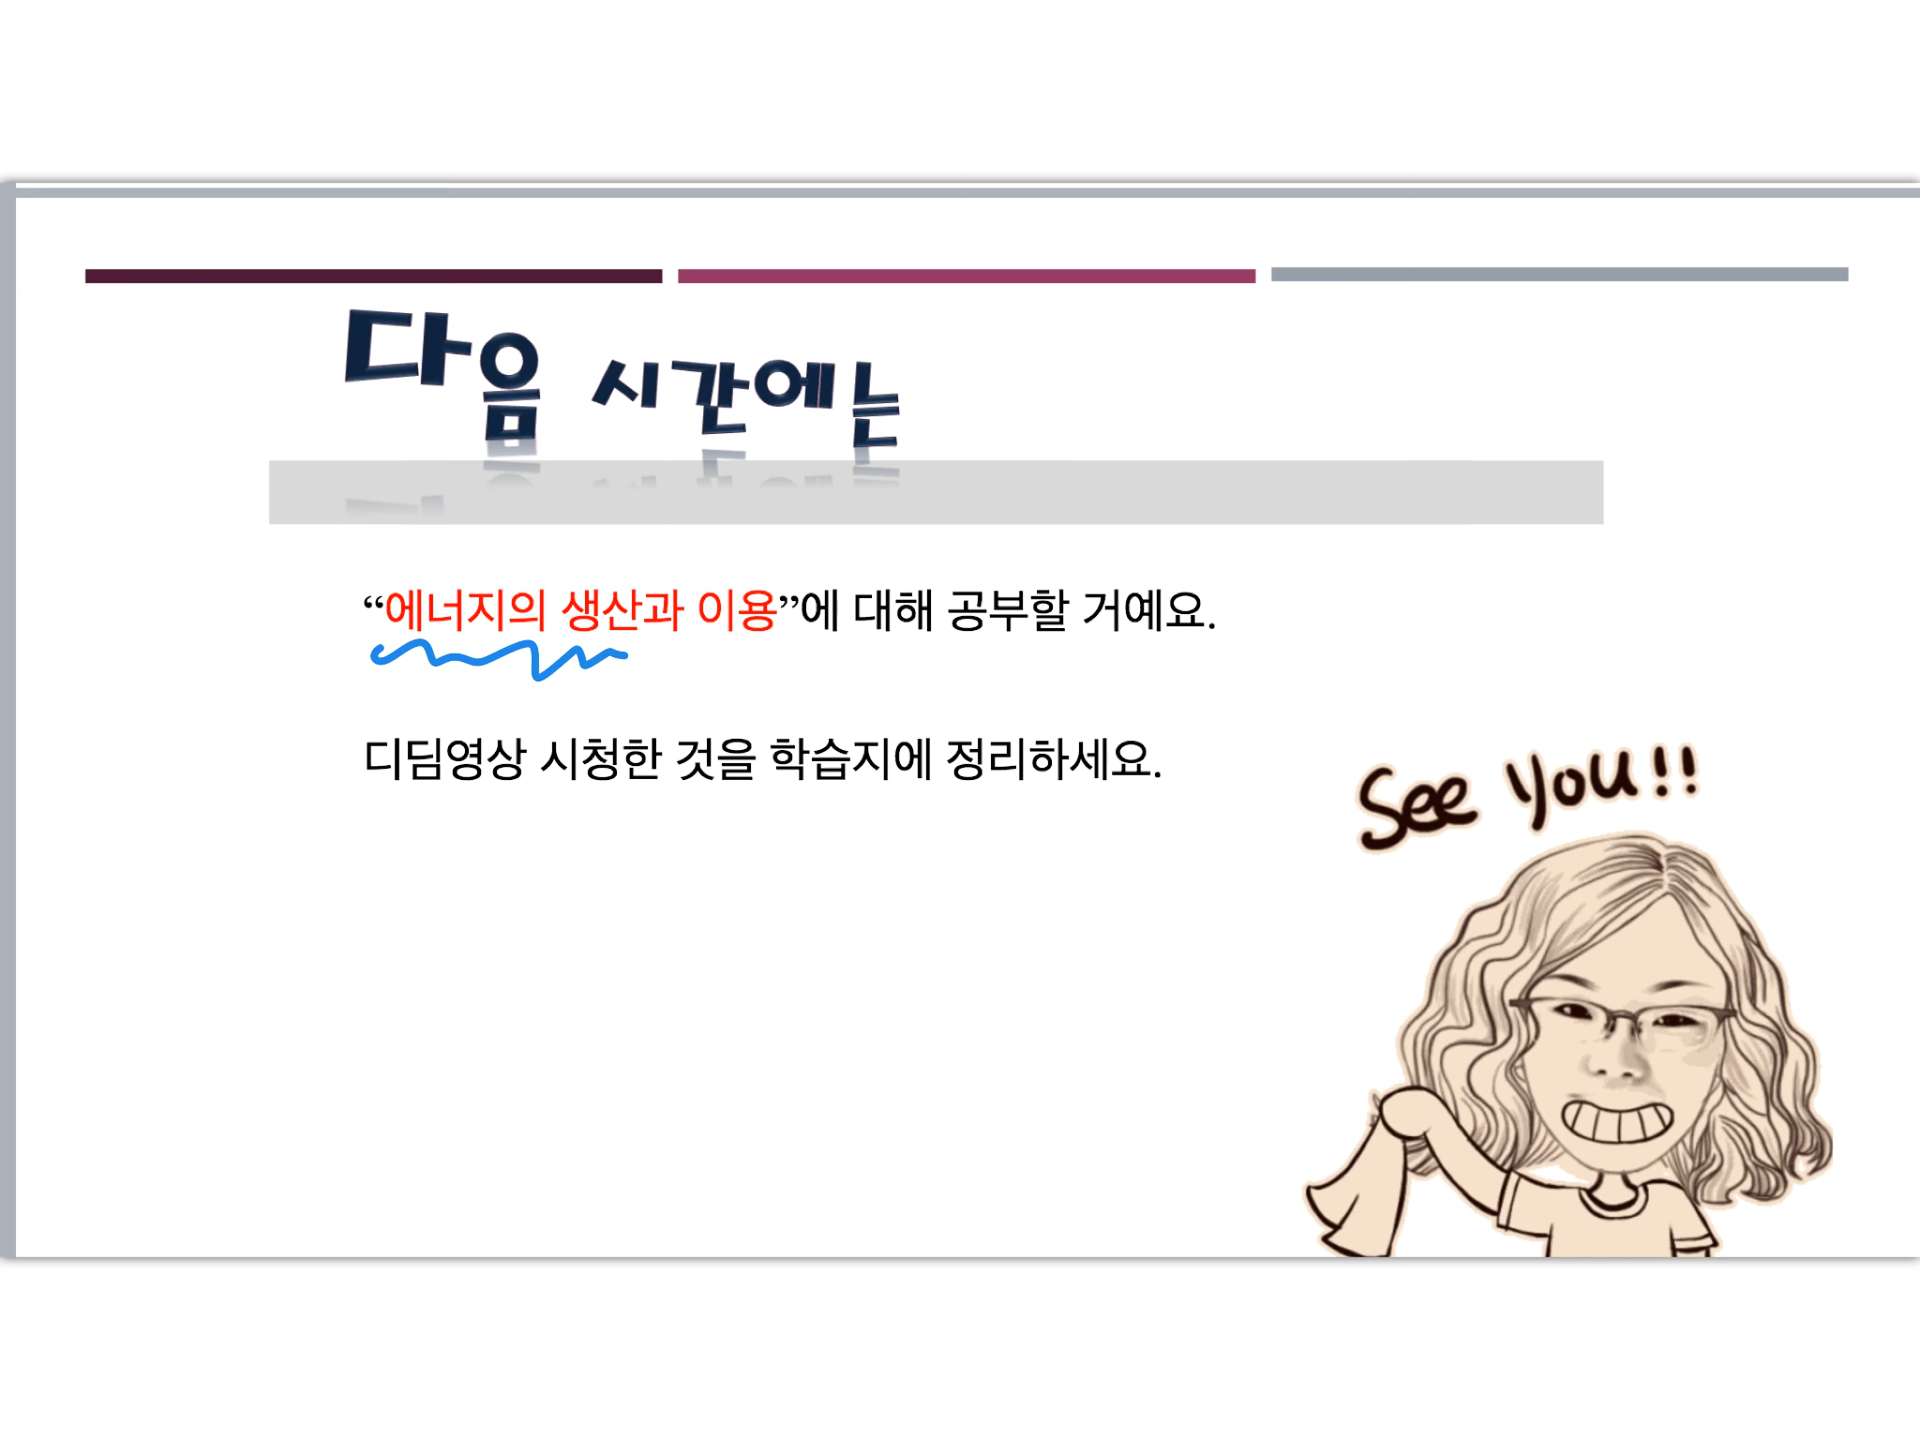 다음 시간에는
“에너지의 생산과 이용”에 대해 공부할 거예요.
디딤영상 시청한 것을 학습지에 정리하세요.
See you!!